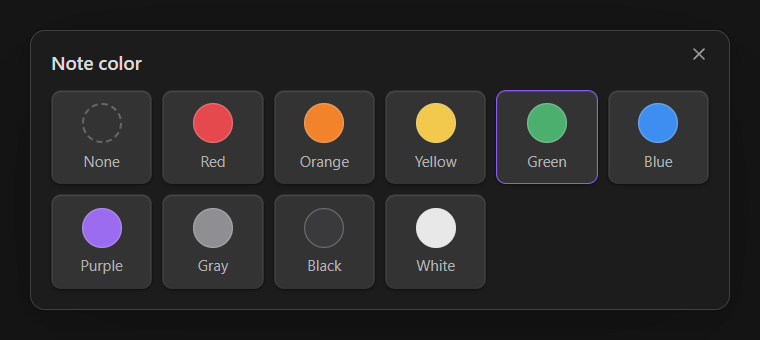 Note color
None
Red
Orange
Yellow
Green
Blue
Purple
Gray
Black
White